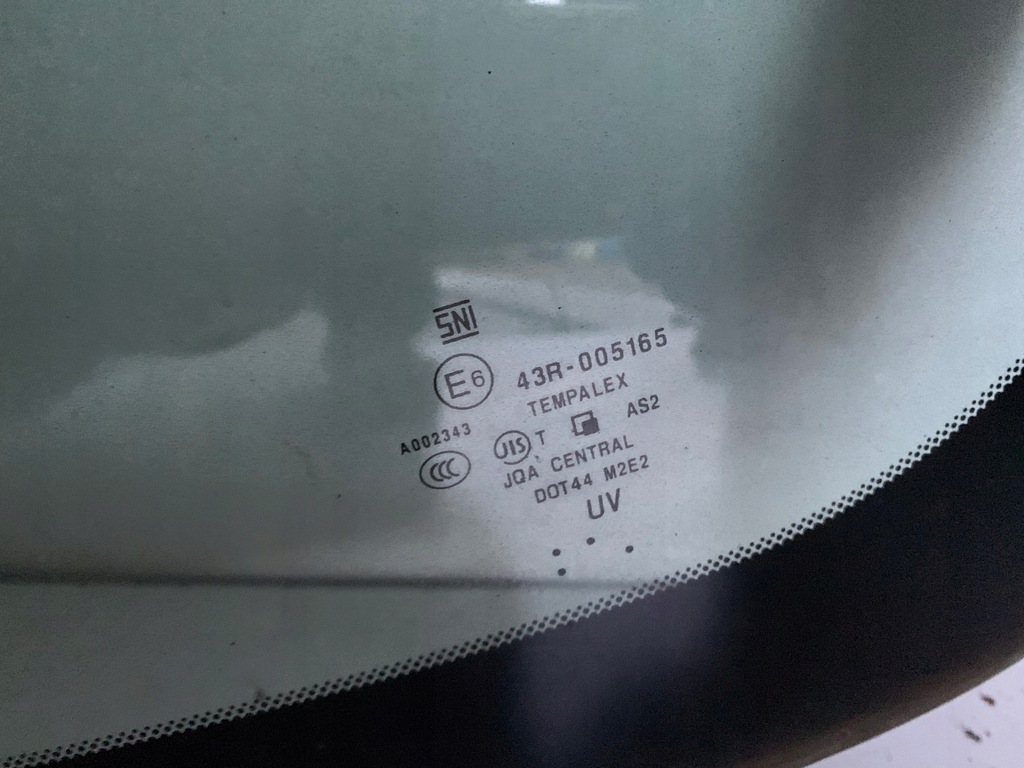 SNI
E6 43R-005165
TEMPALEX
A002343 JIS T AS2
CCC JQA CENTRAL
DOT44 M2E2
UV